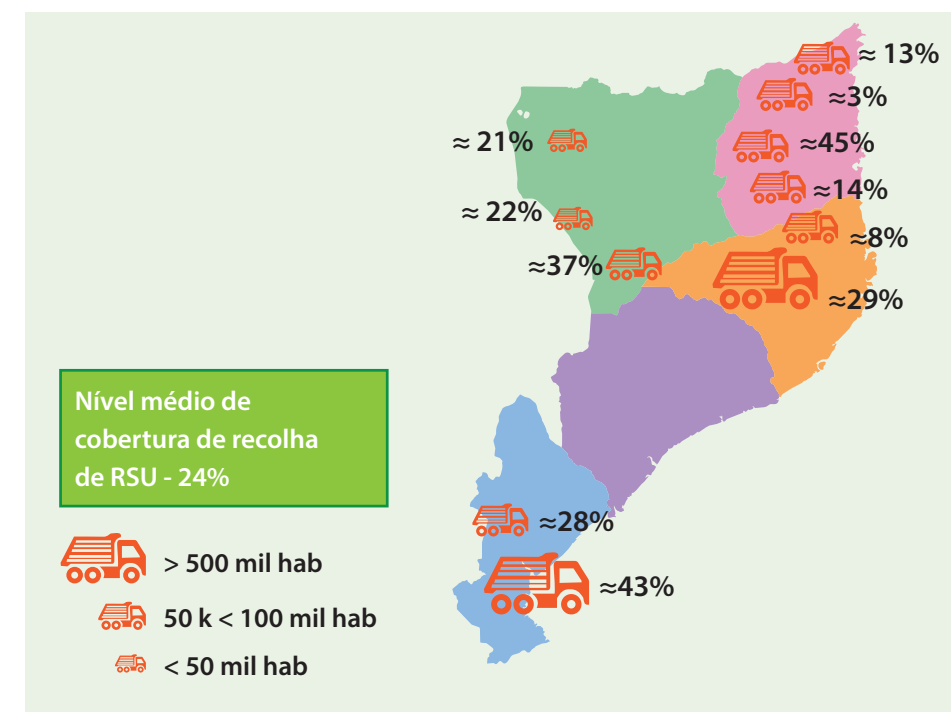 ≈ 13%
≈3%
≈ 21%
≈45%
≈14%
≈ 22%
≈8%
≈37%
≈29%
Nível médio de
cobertura de recolha
de RSU - 24%
≈28%
> 500 mil hab
≈43%
50 k < 100 mil hab
< 50 mil hab